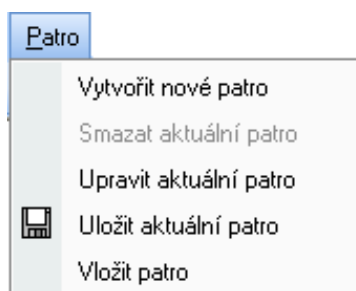 Patro
Vytvořit nové patro
Smazat aktuální patro
Upravit aktuální patro
Uložit aktuální patro
Vložit patro